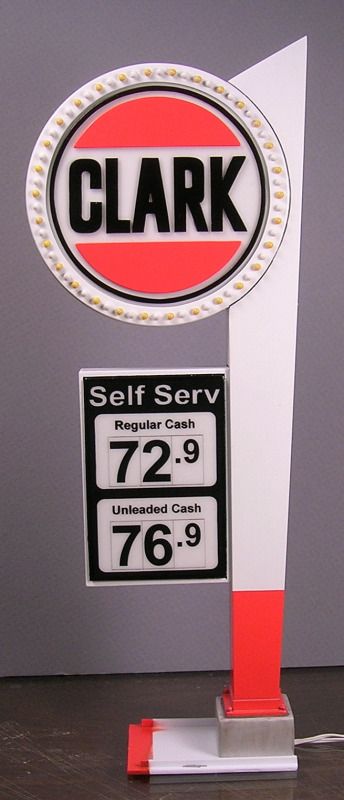 CLARK
Self Serv
Regular Cash
72.9
Unleaded Cash
76.9